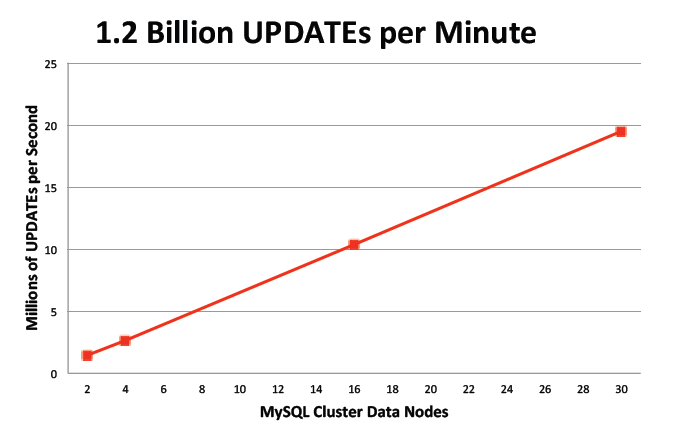 1.2 Billion UPDATEs per Minute
Millions of UPDATEs per Second
25
20
15
10
5
0
2 4 6 8 10 12 14 16 18 20 22 24 26 28 30
MySQL Cluster Data Nodes